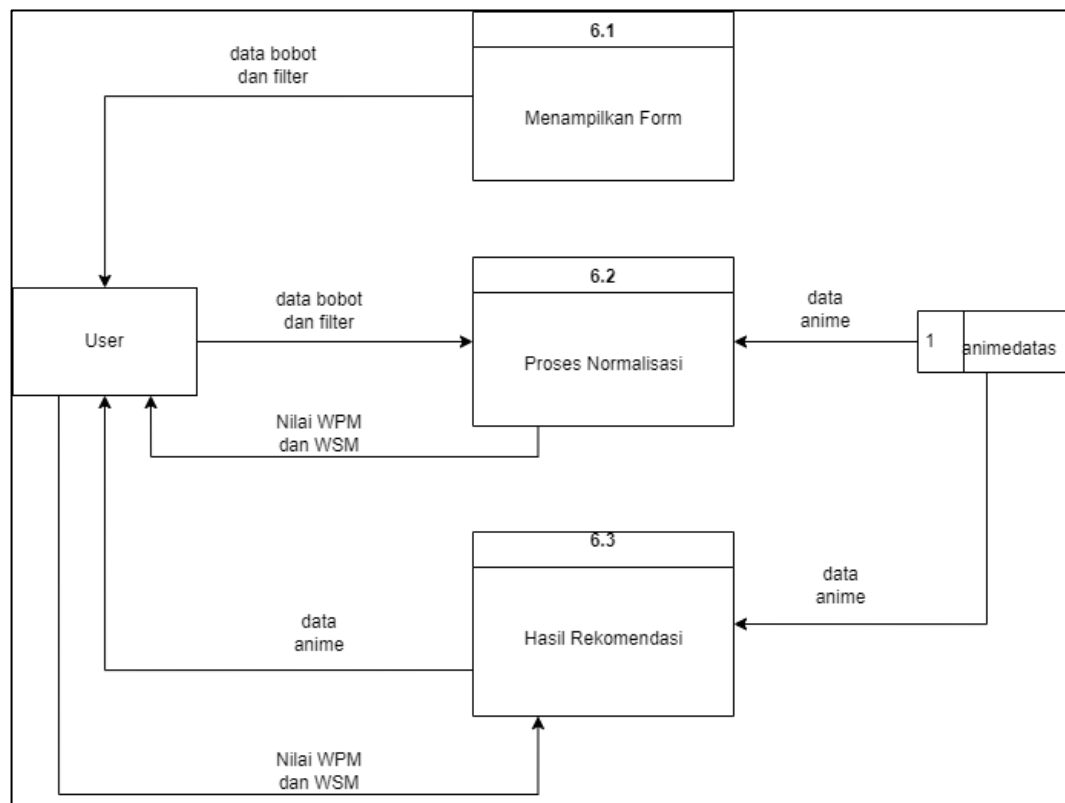 6.1
data bobot
dan filter
Menampilkan Form
6.2
data bobot
dan filter
data
anime
User
Proses Normalisasi
1
animedatas
Nilai WPM
dan WSM
6.3
data
anime
data
anime
Hasil Rekomendasi
Nilai WPM
dan WSM